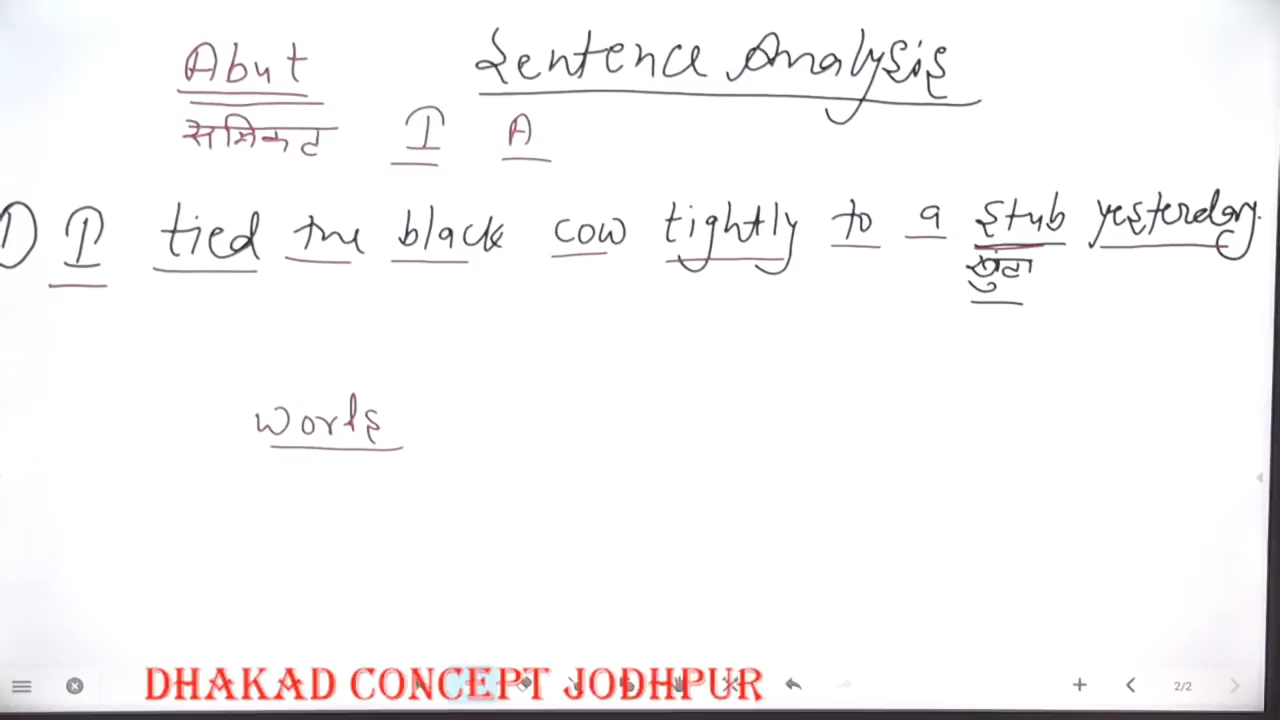 Abut Sentence Analysis
सन्निकट I A
1) I tied the black cow tightly to a stub yesterday.
खुंटा
words
DHAKAD CONCEPT JODHPUR
2/2